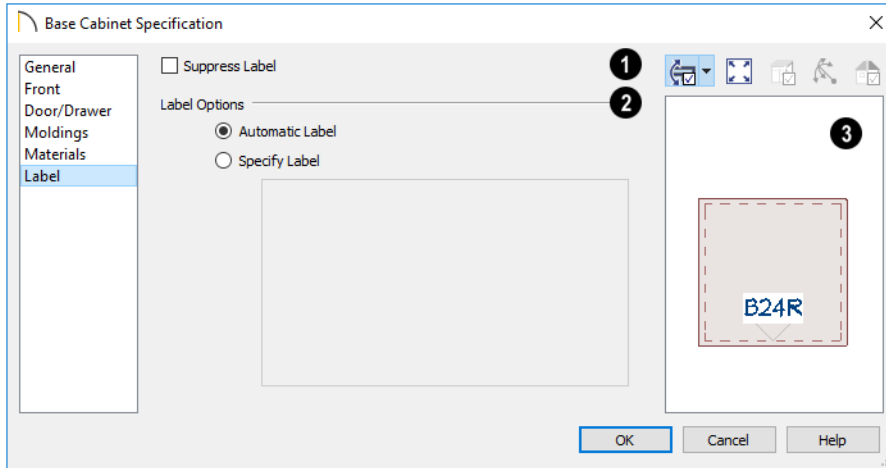 Base Cabinet Specification
General
Front
Door/Drawer
Moldings
Materials
Label
Suppress Label
1
Label Options
2
Automatic Label
Specify Label
3
B24R
OK
Cancel
Help